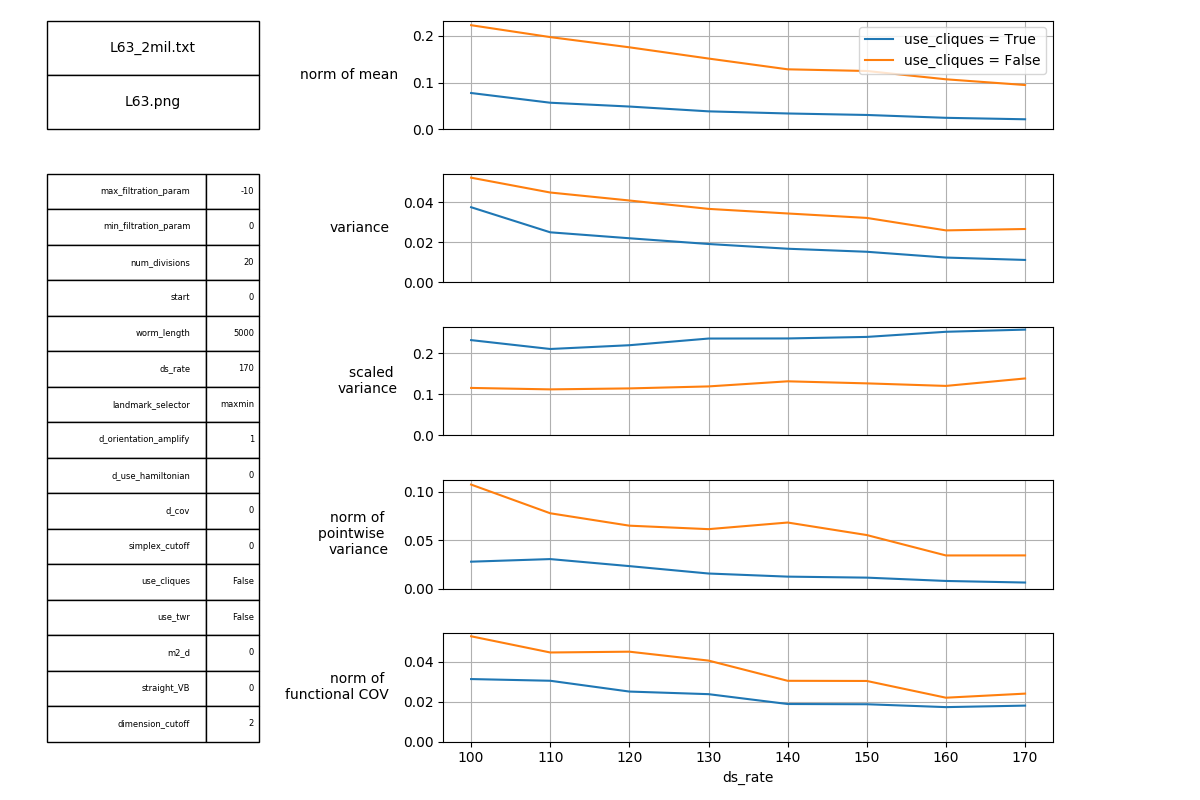 L63_2mil.txt
L63.png
max_filtration_param -10
min_filtration_param 0
num_divisions 20
start 0
worm_length 5000
ds_rate 170
landmark_selector maxmin
d_orientation_amplify 1
d_use_hamiltonian 0
d_cov 0
simplex_cutoff 0
use_cliques False
use_twr False
m2_d 0
straight_VB 0
dimension_cutoff 2
norm of mean
0.2
0.1
0.0
use_cliques = True
use_cliques = False
variance
0.04
0.02
0.00
scaled
variance
0.2
0.1
0.0
norm of
pointwise
variance
0.10
0.05
0.00
norm of
functional COV
0.04
0.02
0.00
100 110 120 130 140 150 160 170
ds_rate